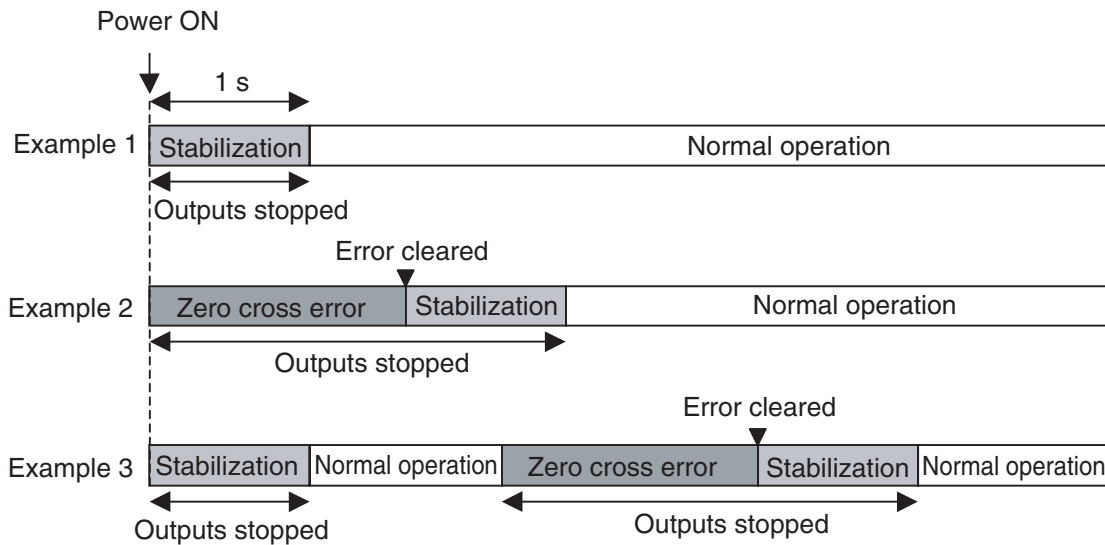 Power ON
1 s
Example 1
Stabilization
Normal operation
Outputs stopped
Error cleared
Example 2
Zero cross error
Stabilization
Normal operation
Outputs stopped
Error cleared
Example 3
Stabilization
Normal operation
Zero cross error
Stabilization
Normal operation
Outputs stopped
Outputs stopped